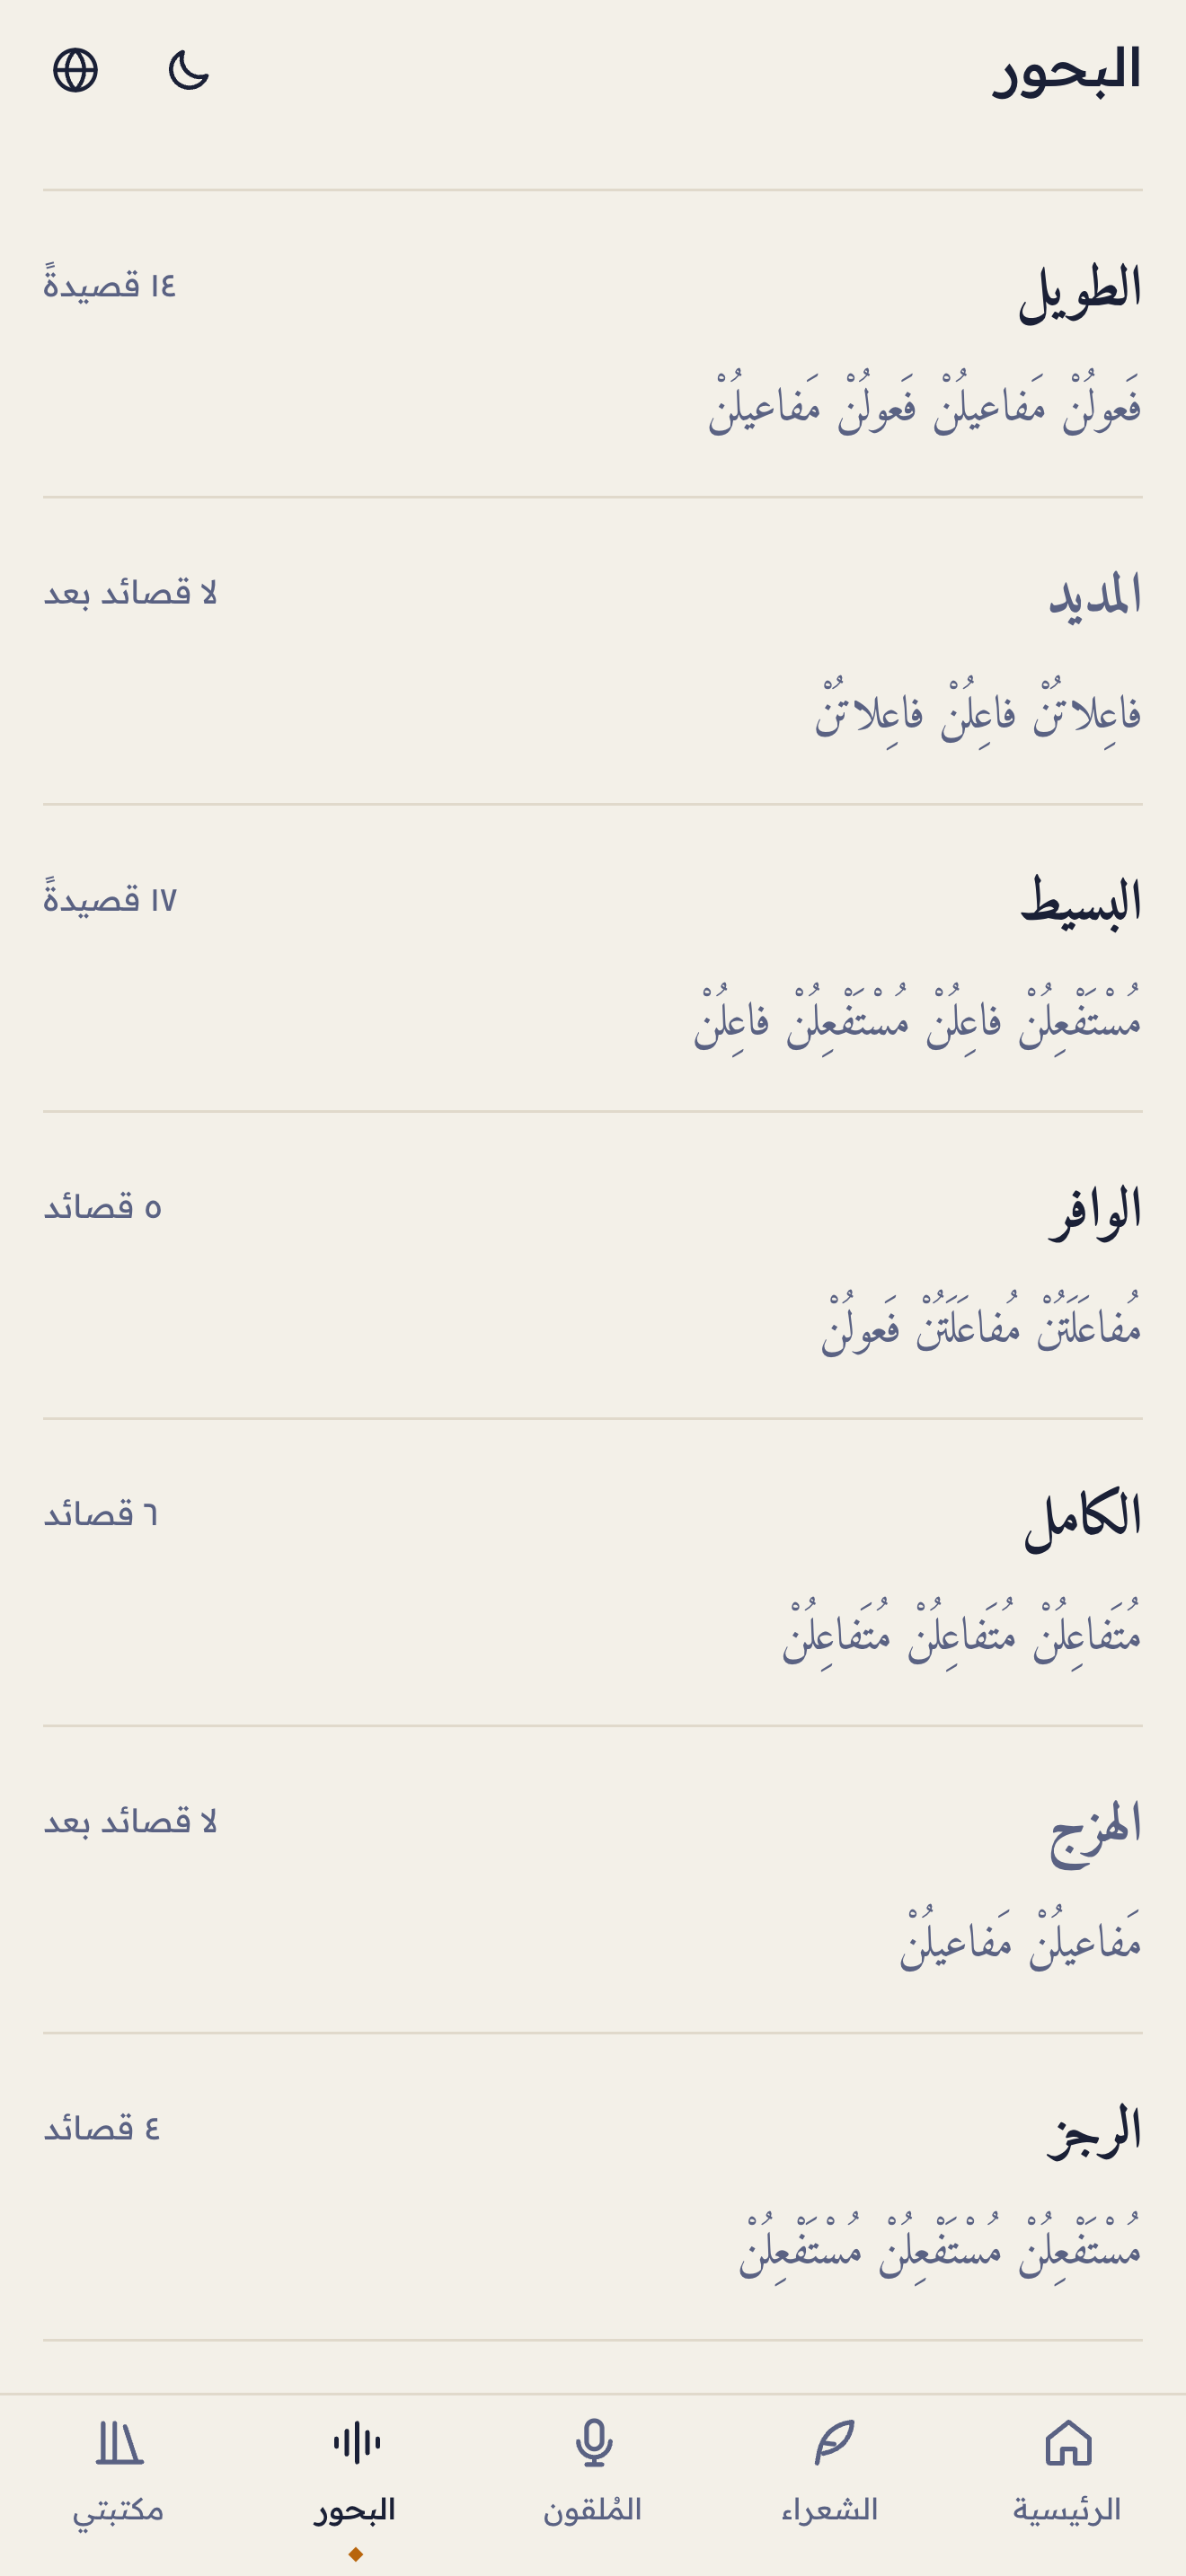 البحور
الطويل
١٤ قصيدةً
فَعولُنْ مَفاعيلُنْ فَعولُنْ مَفاعيلُنْ
المديد
لا قصائد بعد
فاعِلاتُنْ فاعِلُنْ فاعِلاتُنْ
البسيط
١٧ قصيدةً
مُسْتَفْعِلُنْ فاعِلُنْ مُسْتَفْعِلُنْ فاعِلُنْ
الوافر
٥ قصائد
مُفاعَلَتُنْ مُفاعَلَتُنْ فَعولُنْ
الكامل
٦ قصائد
مُتَفاعِلُنْ مُتَفاعِلُنْ مُتَفاعِلُنْ
الهزج
لا قصائد بعد
مَفاعيلُنْ مَفاعيلُنْ
الرجز
٤ قصائد
مُسْتَفْعِلُنْ مُسْتَفْعِلُنْ مُسْتَفْعِلُنْ
الرئيسية
الشعراء
المُلقون
البحور
مكتبتي